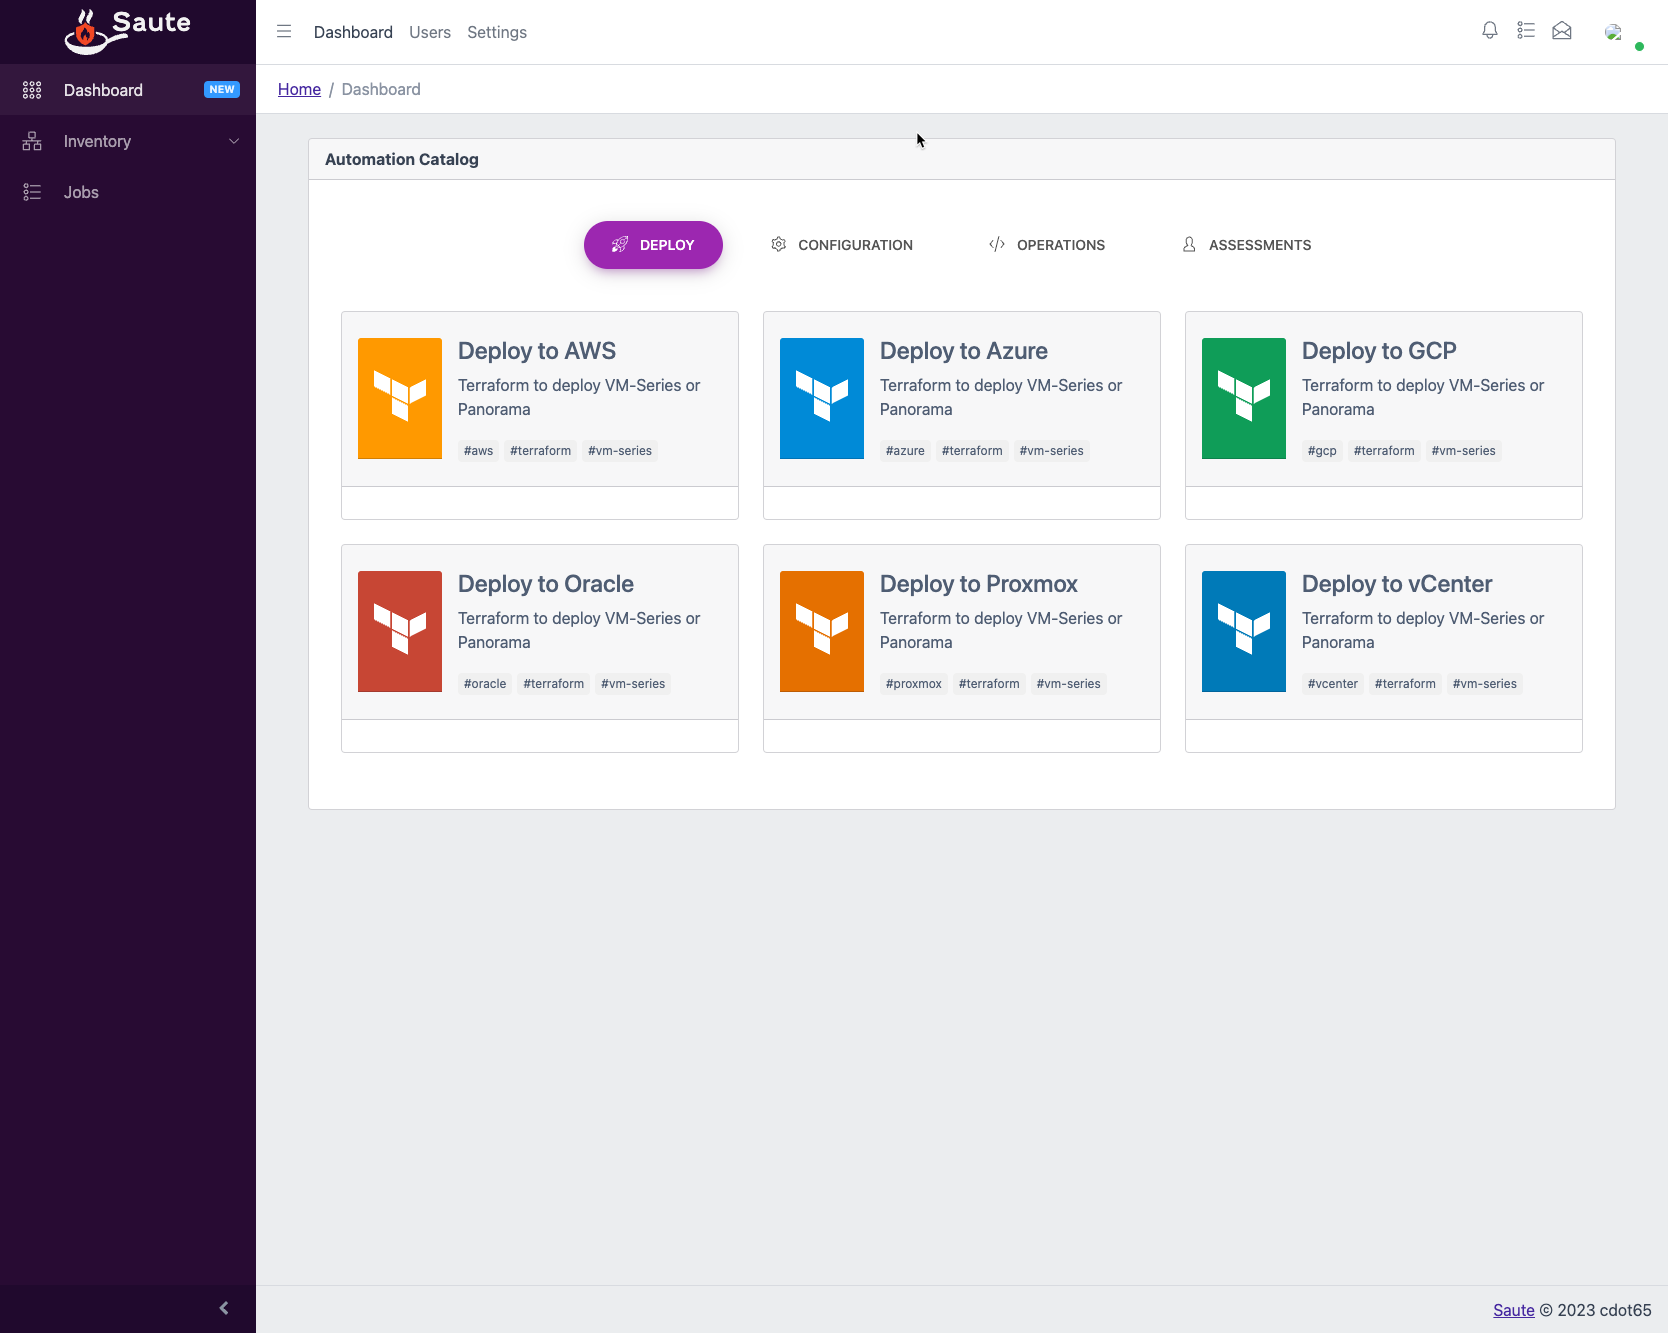 Saute
Dashboard Users Settings
Dashboard NEW
Inventory
Jobs
Home / Dashboard
Automation Catalog
DEPLOY CONFIGURATION OPERATIONS ASSESSMENTS
Deploy to AWS
Terraform to deploy VM-Series or
Panorama
#aws #terraform #vm-series
Deploy to Azure
Terraform to deploy VM-Series or
Panorama
#azure #terraform #vm-series
Deploy to GCP
Terraform to deploy VM-Series or
Panorama
#gcp #terraform #vm-series
Deploy to Oracle
Terraform to deploy VM-Series or
Panorama
#oracle #terraform #vm-series
Deploy to Proxmox
Terraform to deploy VM-Series or
Panorama
#proxmox #terraform #vm-series
Deploy to vCenter
Terraform to deploy VM-Series or
Panorama
#vcenter #terraform #vm-series
Saute © 2023 cdot65